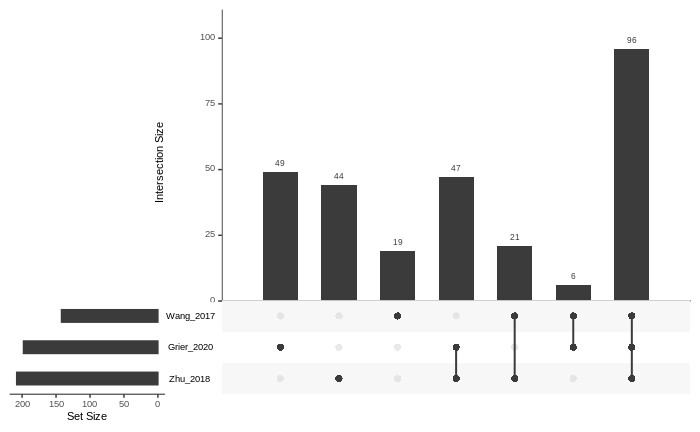 100
96
75
Intersection Size
50
49
44
47
25
19
21
6
0
Wang_2017
Grier_2020
Zhu_2018
200 150 100 50 0
Set Size